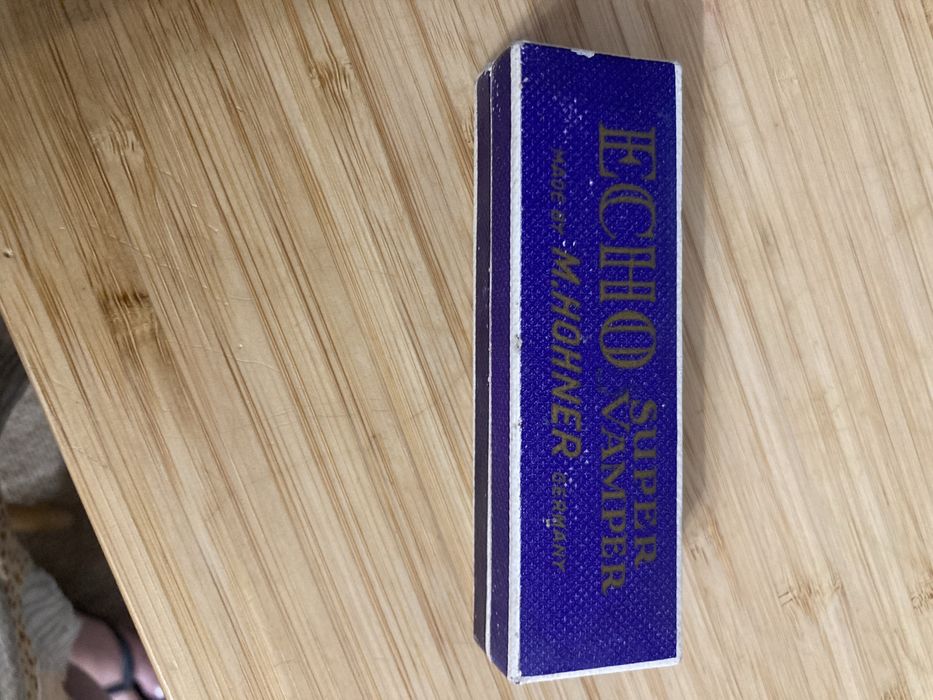 ECHO SUPER VAMPER
MADE BY M.HOHNER GERMANY